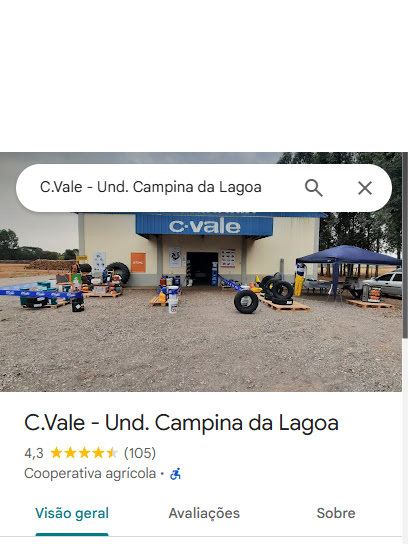 C.Vale - Und. Campina da Lagoa
c·vale
C.Vale - Und. Campina da Lagoa
4,3 (105)
Cooperativa agrícola ·
Visão geral Avaliações Sobre